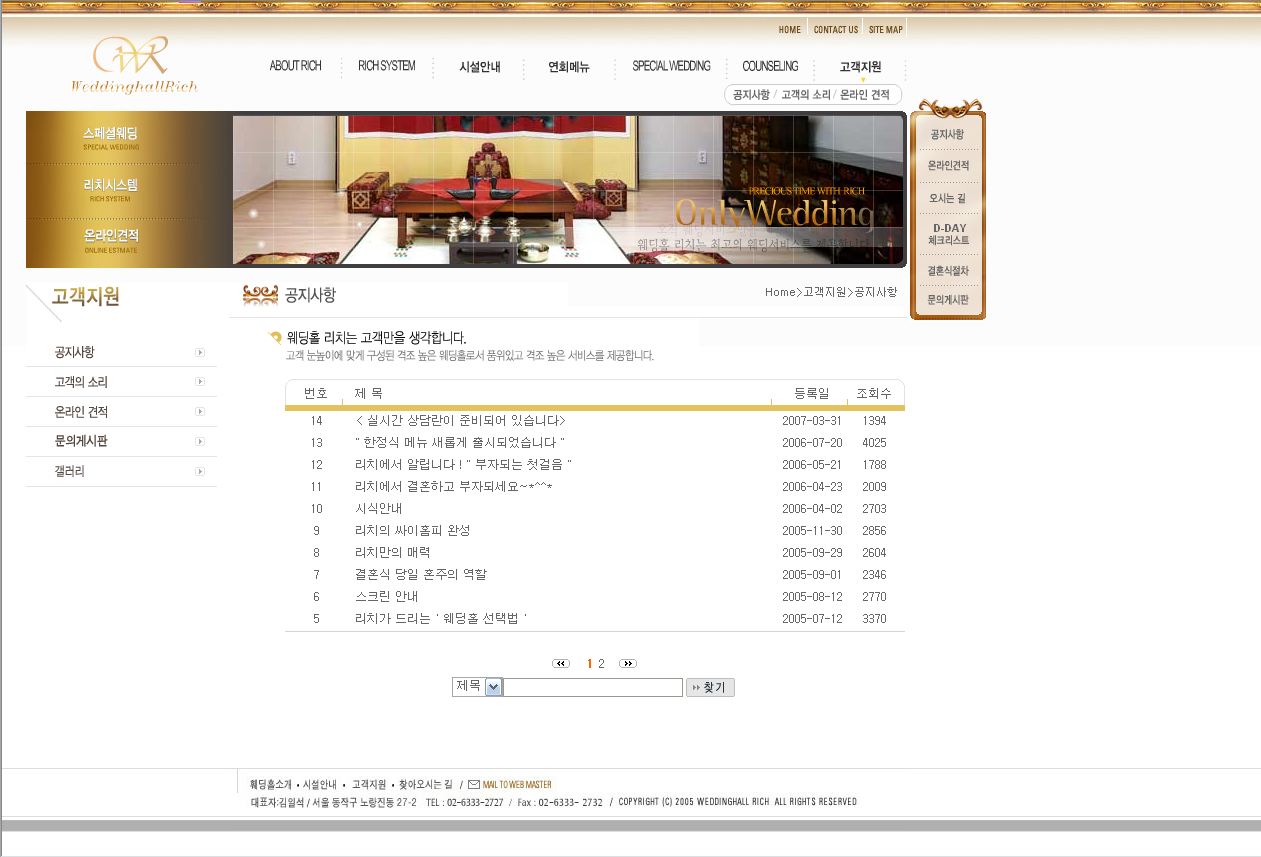 HOME CONTACT US SITE MAP
WeddinghallRich
ABOUT RICH RICH SYSTEM 시설안내 연회메뉴 SPECIAL WEDDING COUNSELING 고객지원
공지사항 / 고객의 소리 / 온라인 견적
스페셜웨딩
SPECIAL WEDDING
리치시스템
RICH SYSTEM
온라인견적
ONLINE ESTMATE
PRECIOUS TIME WITH RICH
Only Wedding
웨딩홀 리치는 최고의 웨딩서비스를 제공합니다
공지사항
온라인견적
오시는 길
D-DAY
체크리스트
결혼식절차
문의게시판
고객지원
공지사항
고객의 소리
온라인 견적
문의게시판
갤러리
공지사항
Home>고객지원>공지사항
웨딩홀 리치는 고객만을 생각합니다.
고객 눈높이에 맞게 구성된 격조 높은 웨딩홀로서 품위있고 격조 높은 서비스를 제공합니다.
번호 제 목 등록일 조회수
14 < 실시간 상담란이 준비되어 있습니다> 2007-03-31 1394
13 " 한정식 메뉴 새롭게 출시되었습니다 " 2006-07-20 4025
12 리치에서 알립니다 ! " 부자되는 첫걸음 " 2006-05-21 1788
11 리치에서 결혼하고 부자되세요~*^^* 2006-04-23 2009
10 시식안내 2006-04-02 2703
9 리치의 싸이홈피 완성 2005-11-30 2856
8 리치만의 매력 2005-09-29 2604
7 결혼식 당일 혼주의 역할 2005-09-01 2346
6 스크린 안내 2005-08-12 2770
5 리치가 드리는 ' 웨딩홀 선택법 ' 2005-07-12 3370
1 2
제목 찾기
웨딩홀소개 • 시설안내 • 고객지원 • 찾아오시는 길 / MAIL TO WEB MASTER
대표자:김일석 / 서울 동작구 노량진동 27-2 TEL : 02-6333-2727 / Fax : 02-6333- 2732 / COPYRIGHT (C) 2005 WEDDINGHALL RICH ALL RIGHTS RESERVED